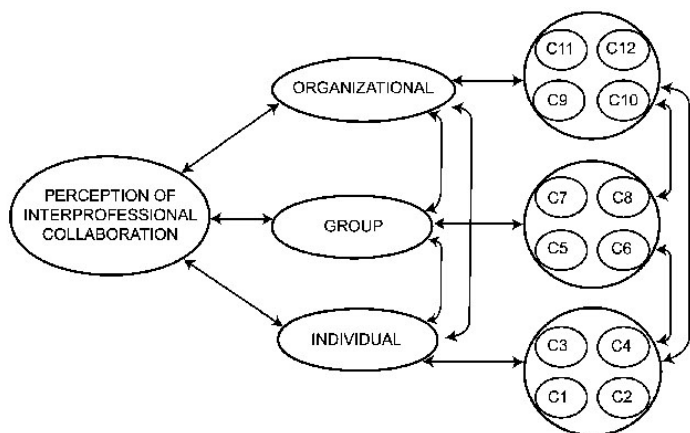 C11 C12
ORGANIZATIONAL
C9 C10
PERCEPTION OF
INTERPROFESSIONAL
COLLABORATION
C7 C8
GROUP
C5 C6
INDIVIDUAL
C3 C4
C1 C2